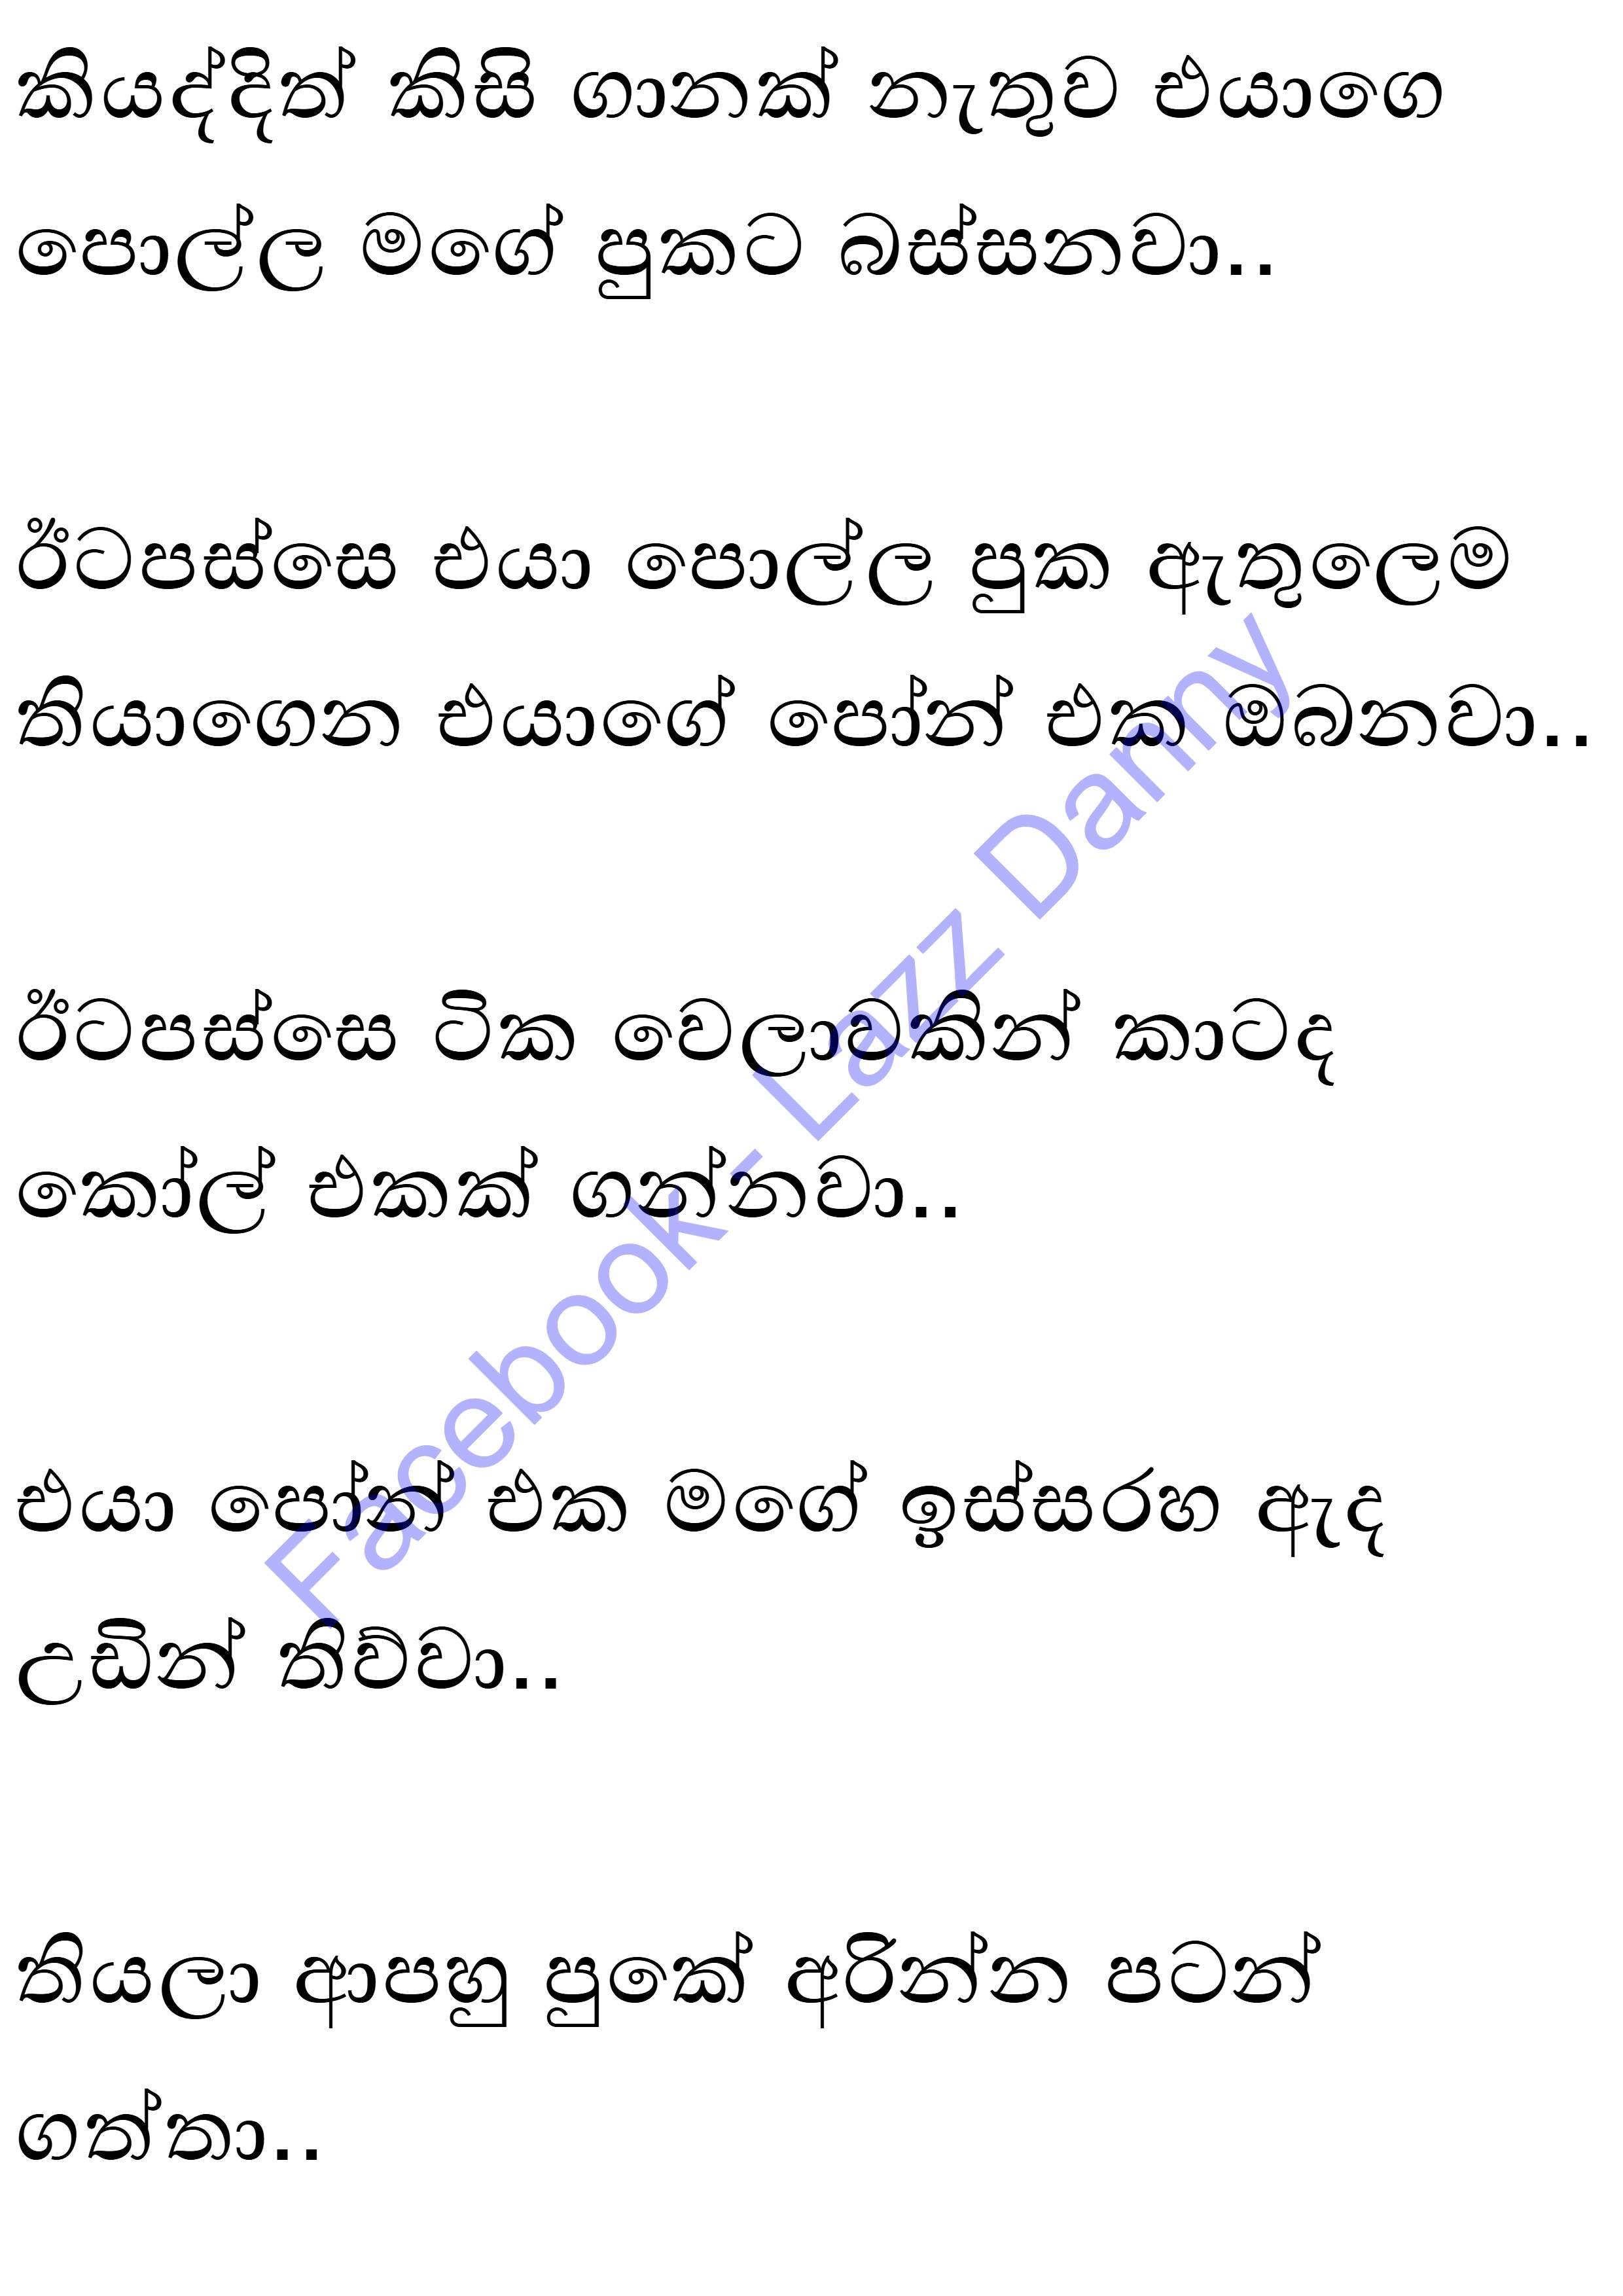 කියද්දිත් කිසි ගානක් නැතුව එයාගෙ
පොල්ල මගේ පුකට බස්සනවා..
ඊටපස්සෙ එයා පොල්ල පුක ඇතුලෙම
තියාගෙන එයාගේ පෝන් එක ඔබනවා..
ඊටපස්සෙ ටික වෙලාවකින් කාටද
කෝල් එකක් ගන්නවා..
එයා පෝන් එක මගේ ඉස්සරහ ඇඳ
උඩින් තිව්වා..
තියලා ආපහු පුකේ අරින්න පටන්
ගත්තා..
Facebook - Lazz Danny